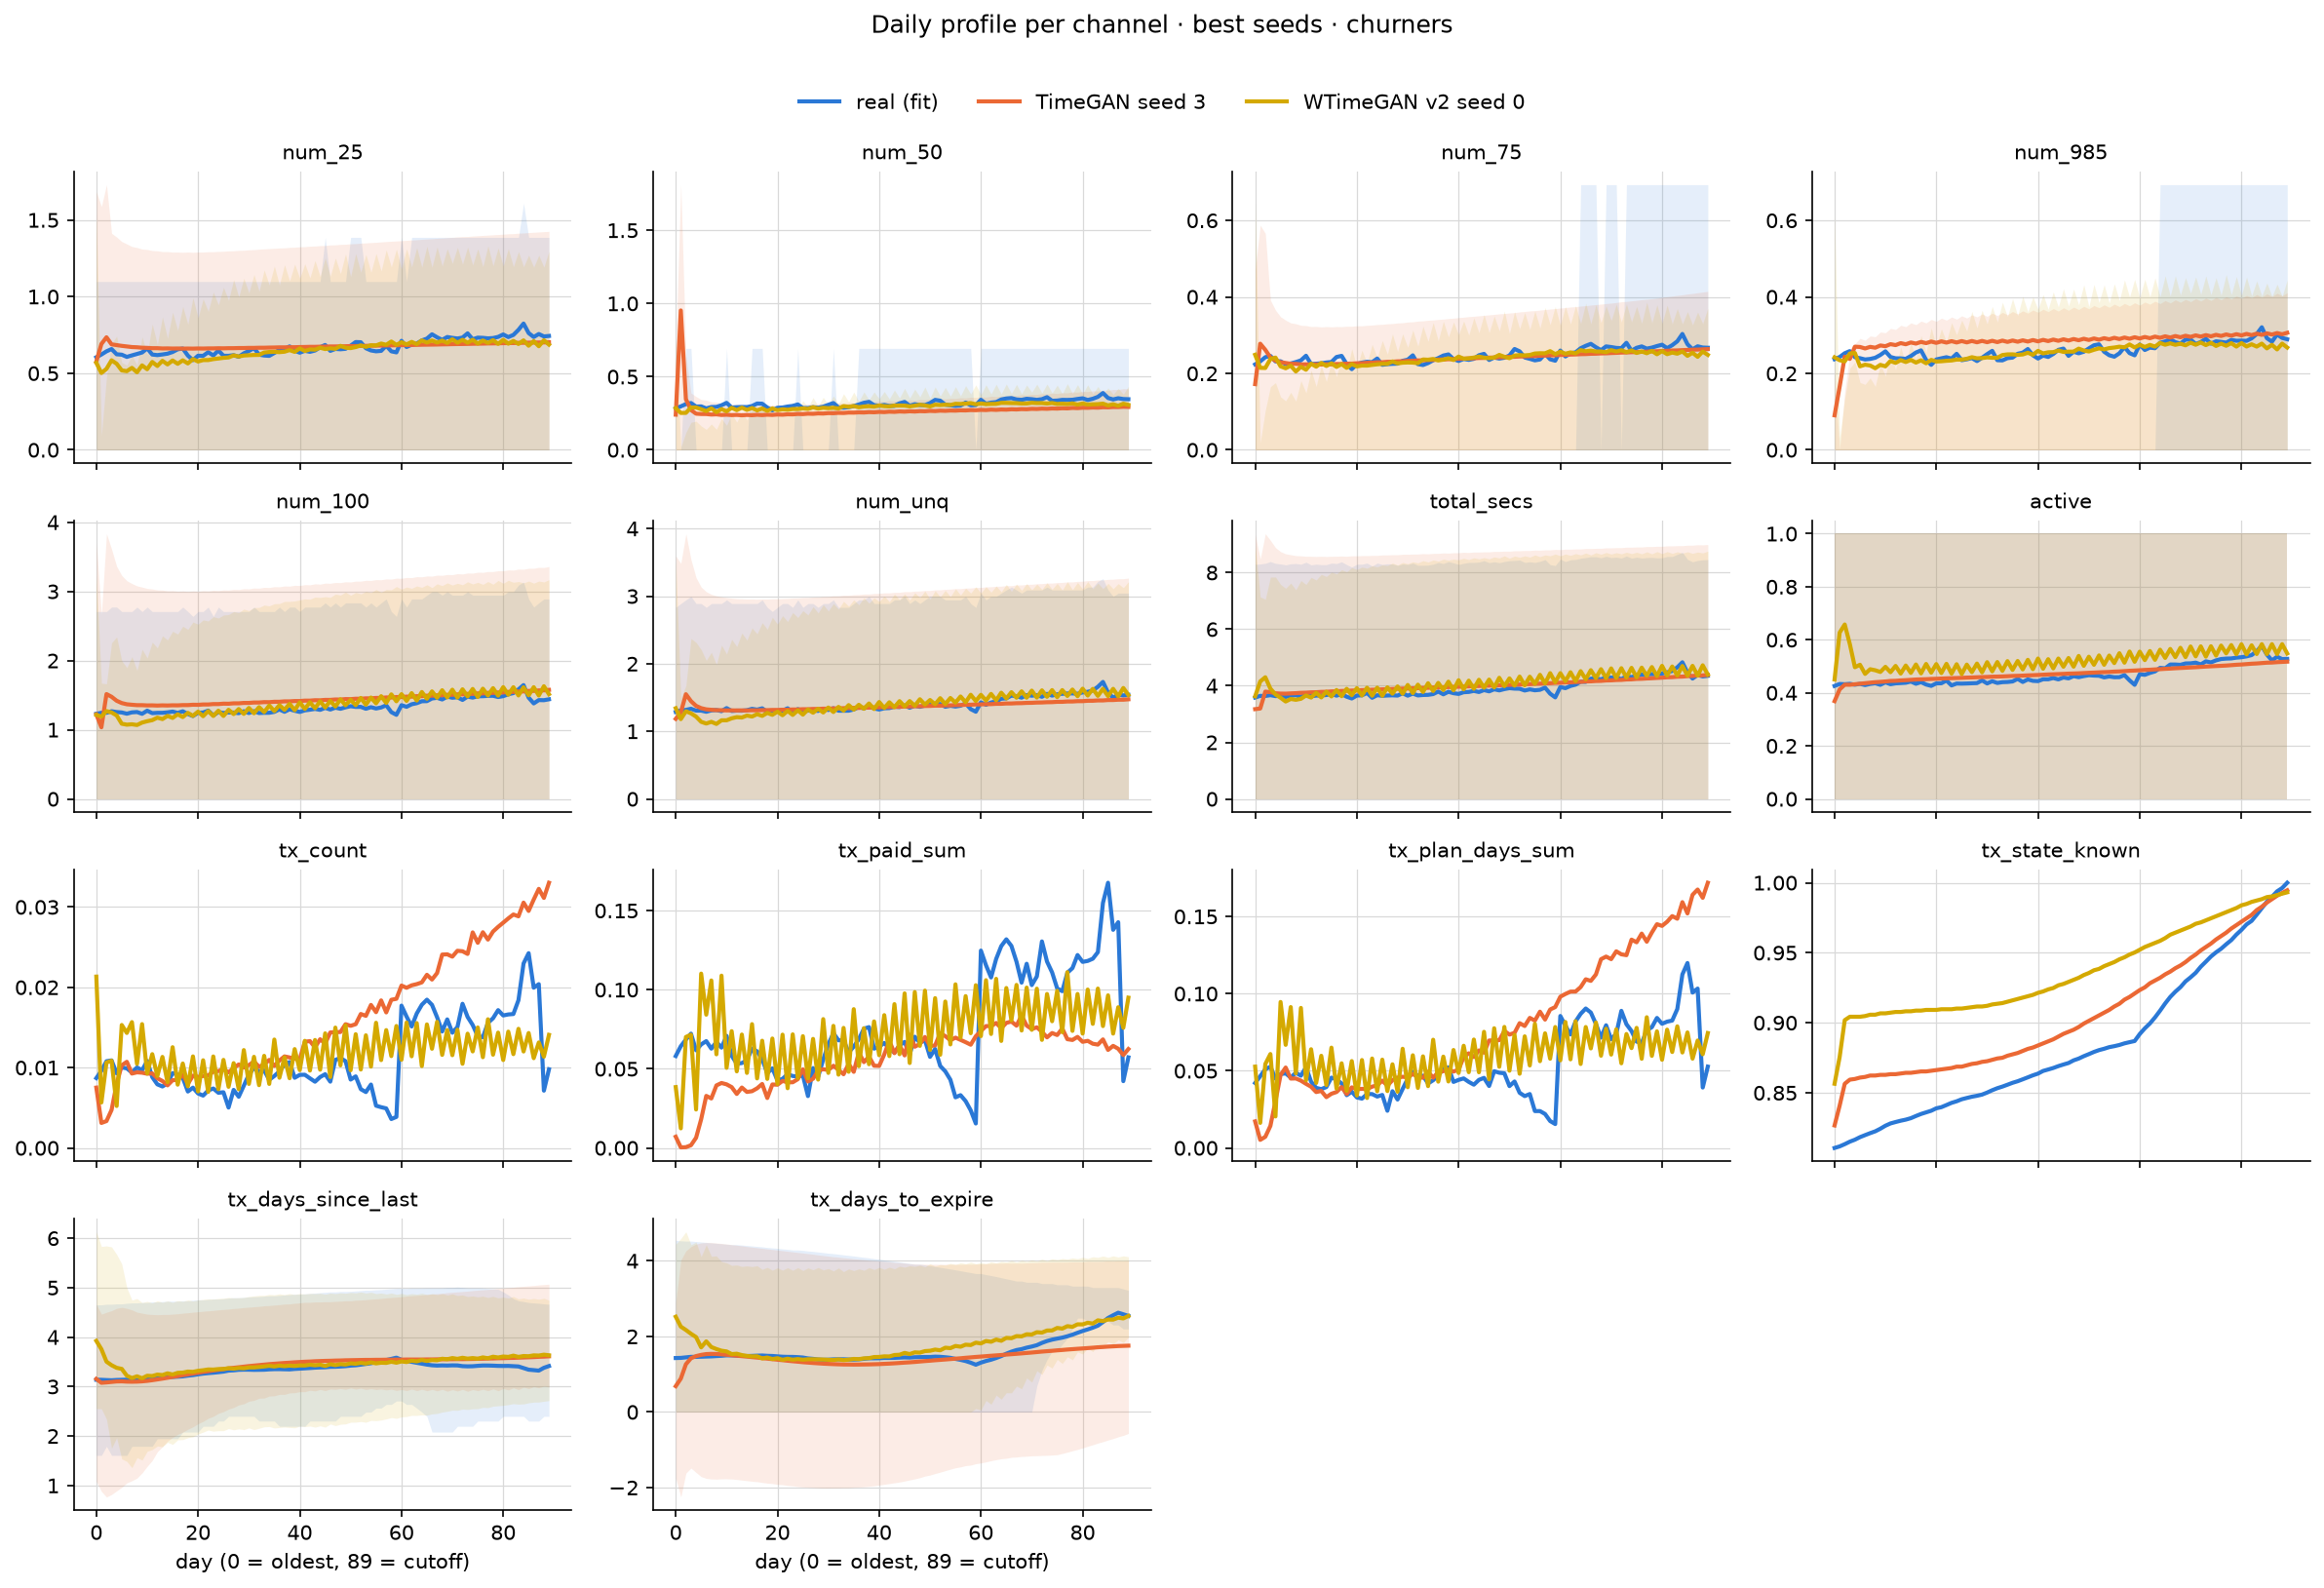 Daily profile per channel · best seeds · churners
real (fit) TimeGAN seed 3 WTimeGAN v2 seed 0
num_25 num_50 num_75 num_985
1.5 1.5 0.6 0.6
1.0 1.0 0.4 0.4
0.5 0.5 0.2 0.2
0.0 0.0 0.0 0.0
num_100 num_unq total_secs active
4 4 8 1.0
3 3 6 0.8
2 2 4 0.6
1 1 2 0.4
0 0 0 0.2
0.0
tx_count tx_paid_sum tx_plan_days_sum tx_state_known
0.03 0.15 0.15 1.00
0.02 0.10 0.10 0.95
0.01 0.05 0.05 0.90
0.00 0.00 0.00 0.85
tx_days_since_last tx_days_to_expire
6 4
5 2
4 0
3 −2
2
1
0 20 40 60 80 0 20 40 60 80
day (0 = oldest, 89 = cutoff) day (0 = oldest, 89 = cutoff)